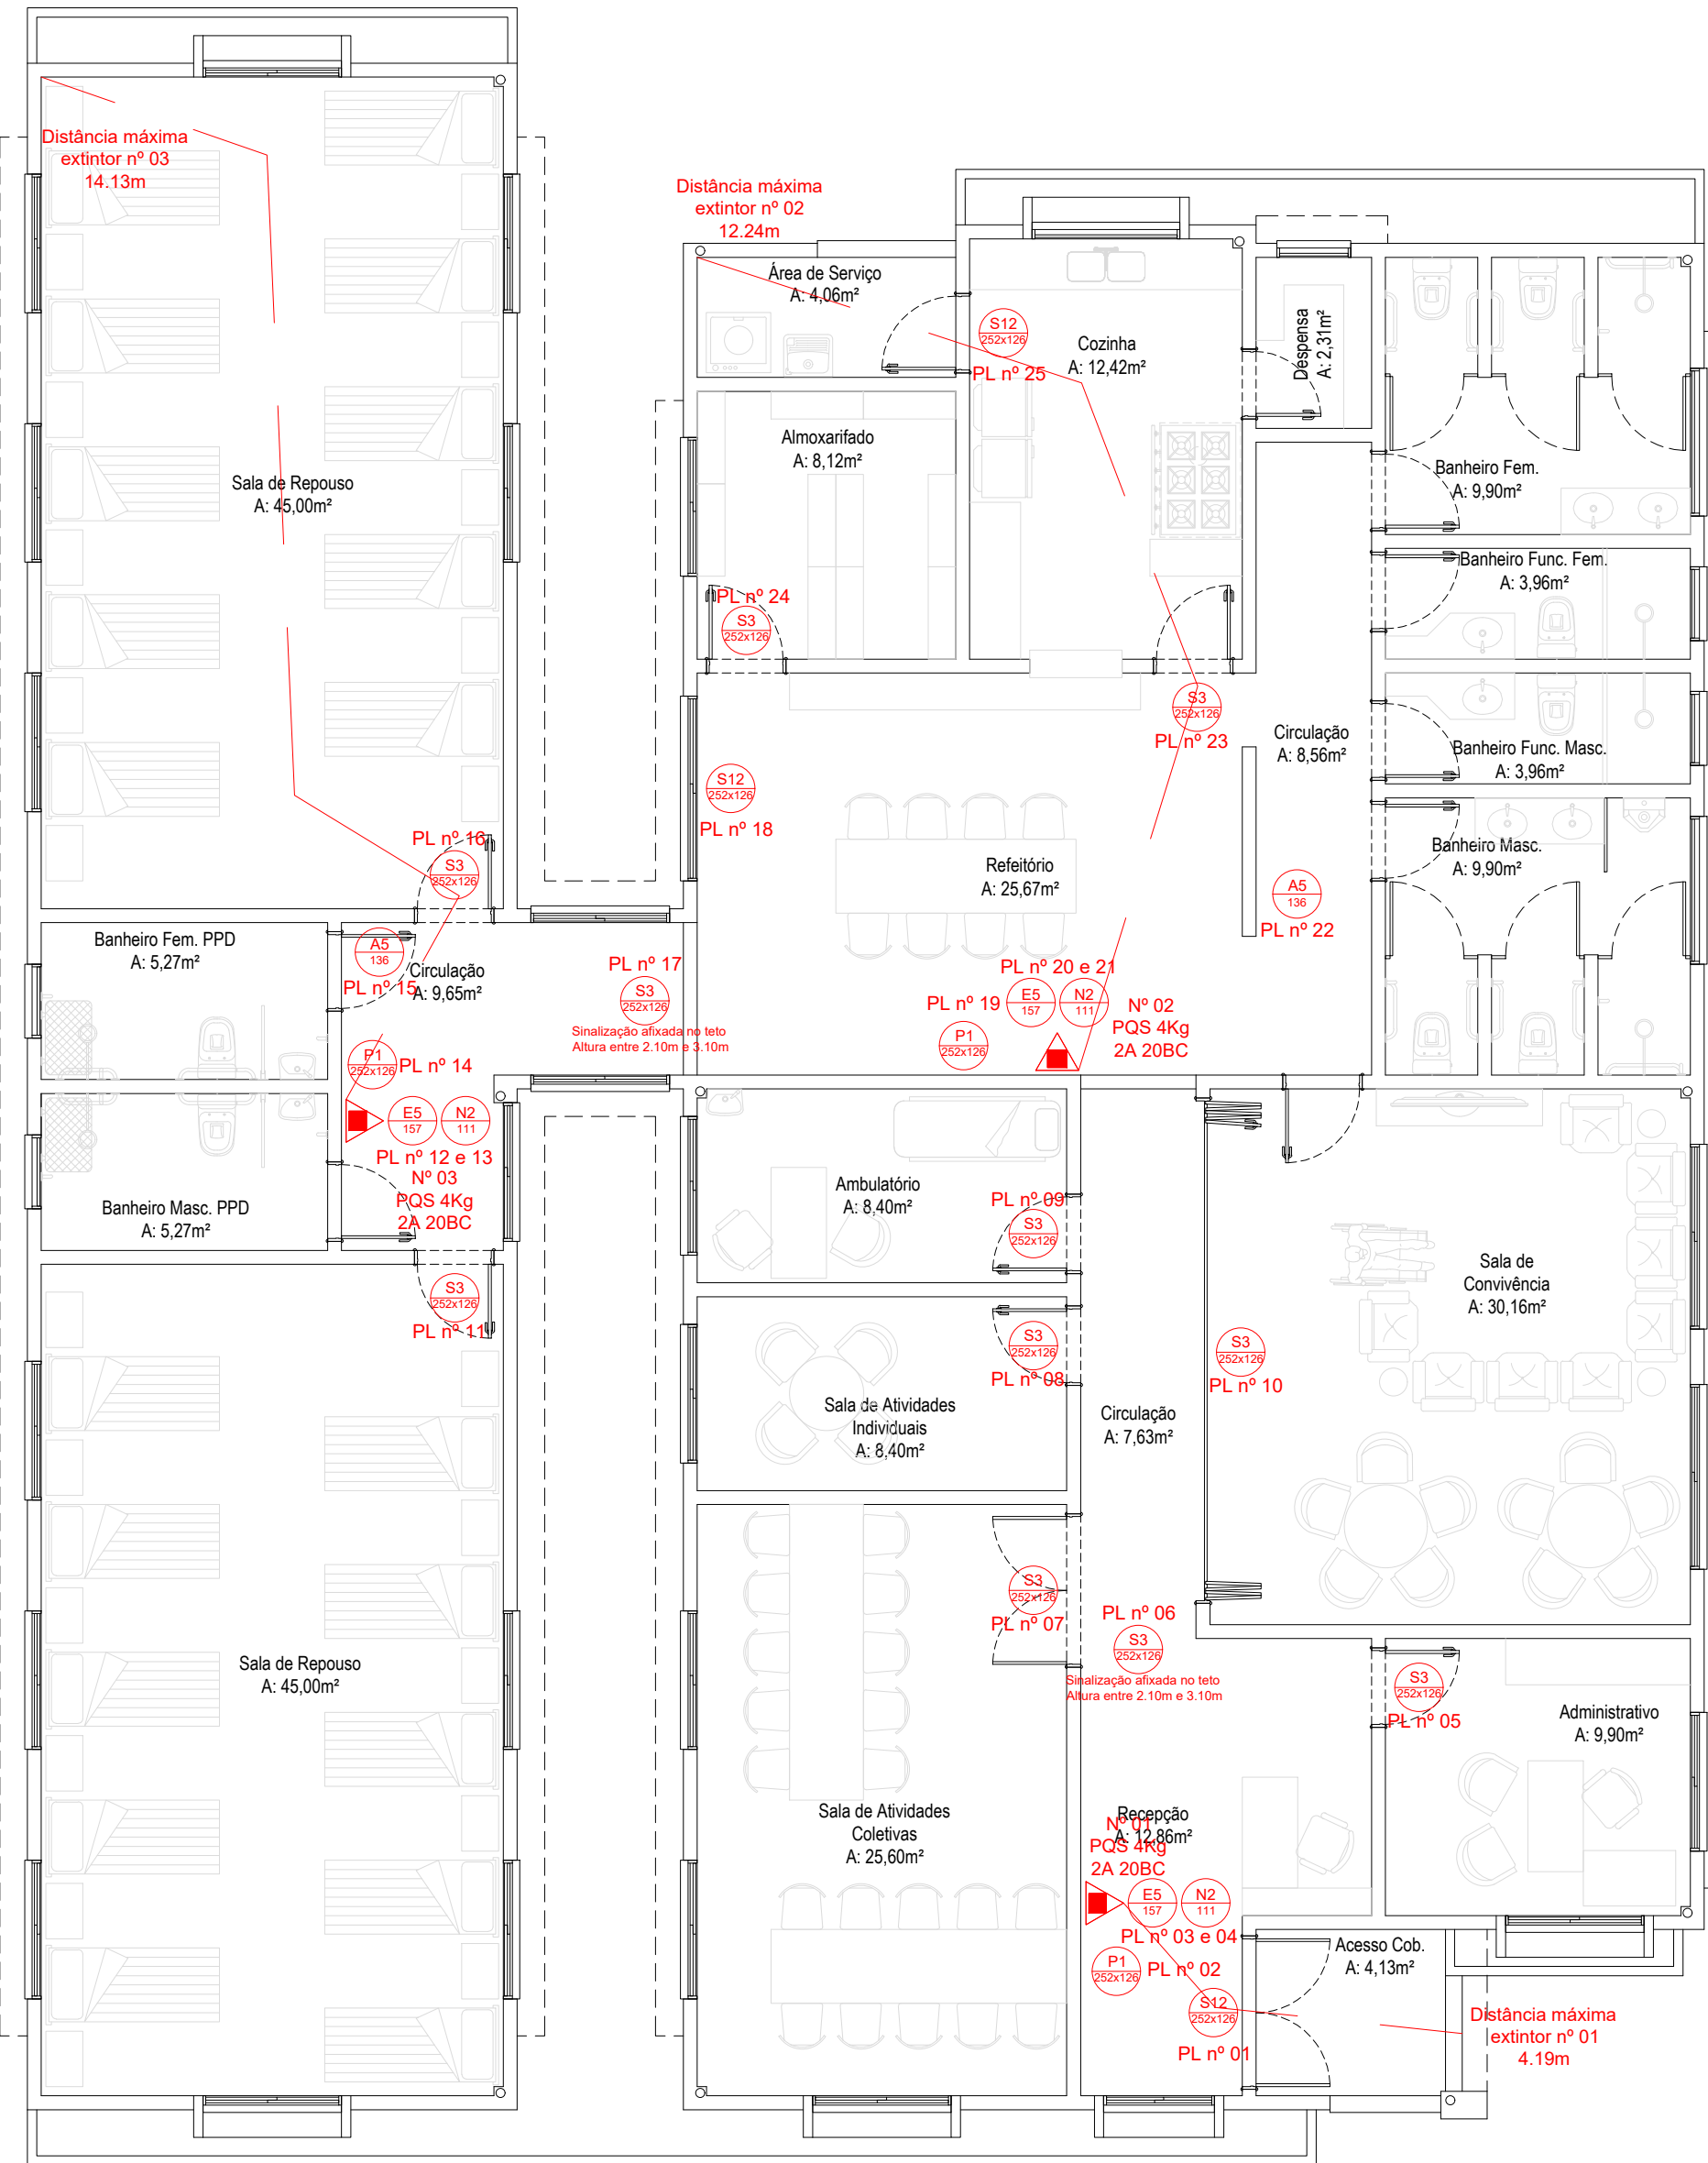 Distância máxima
extintor nº 03
14.13m
Distância máxima
extintor nº 02
12.24m
Área de Serviço
A: 4,06m²
S12
252x126
PL nº 25
Cozinha
A: 12,42m²
Despensa
A: 2,31m²
Almoxarifado
A: 8,12m²
Banheiro Fem.
A: 9,90m²
Sala de Repouso
A: 45,00m²
Banheiro Func. Fem.
A: 3,96m²
PL nº 24
S3
252x126
S3
252x126
PL nº 23
Circulação
A: 8,56m²
Banheiro Func. Masc.
A: 3,96m²
S12
252x126
PL nº 18
PL nº 16
S3
252x126
Refeitório
A: 25,67m²
Banheiro Masc.
A: 9,90m²
A5
136
PL nº 22
Banheiro Fem. PPD
A: 5,27m²
A5
136
PL nº 15
Circulação
A: 9,65m²
PL nº 17
S3
252x126
Sinalização afixada no teto
Altura entre 2.10m e 3.10m
PL nº 20 e 21
PL nº 19
E5
157
N2
111
Nº 02
PQS 4Kg
2A 20BC
P1
252x126
P1
252x126
PL nº 14
E5
157
N2
111
PL nº 12 e 13
Nº 03
PQS 4Kg
2A 20BC
Banheiro Masc. PPD
A: 5,27m²
Ambulatório
A: 8,40m²
PL nº 09
S3
252x126
S3
252x126
PL nº 11
Sala de
Convivência
A: 30,16m²
S3
252x126
PL nº 08
S3
252x126
PL nº 10
Sala de Atividades
Individuais
A: 8,40m²
Circulação
A: 7,63m²
S3
252x126
PL nº 07
PL nº 06
S3
252x126
Sinalização afixada no teto
Altura entre 2.10m e 3.10m
S3
252x126
PL nº 05
Sala de Repouso
A: 45,00m²
Administrativo
A: 9,90m²
Sala de Atividades
Coletivas
A: 25,60m²
Recepção
A: 12,86m²
Nº 01
PQS 4Kg
2A 20BC
E5
157
N2
111
PL nº 03 e 04
P1
252x126
PL nº 02
S12
252x126
PL nº 01
Acesso Cob.
A: 4,13m²
Distância máxima
extintor nº 01
4.19m